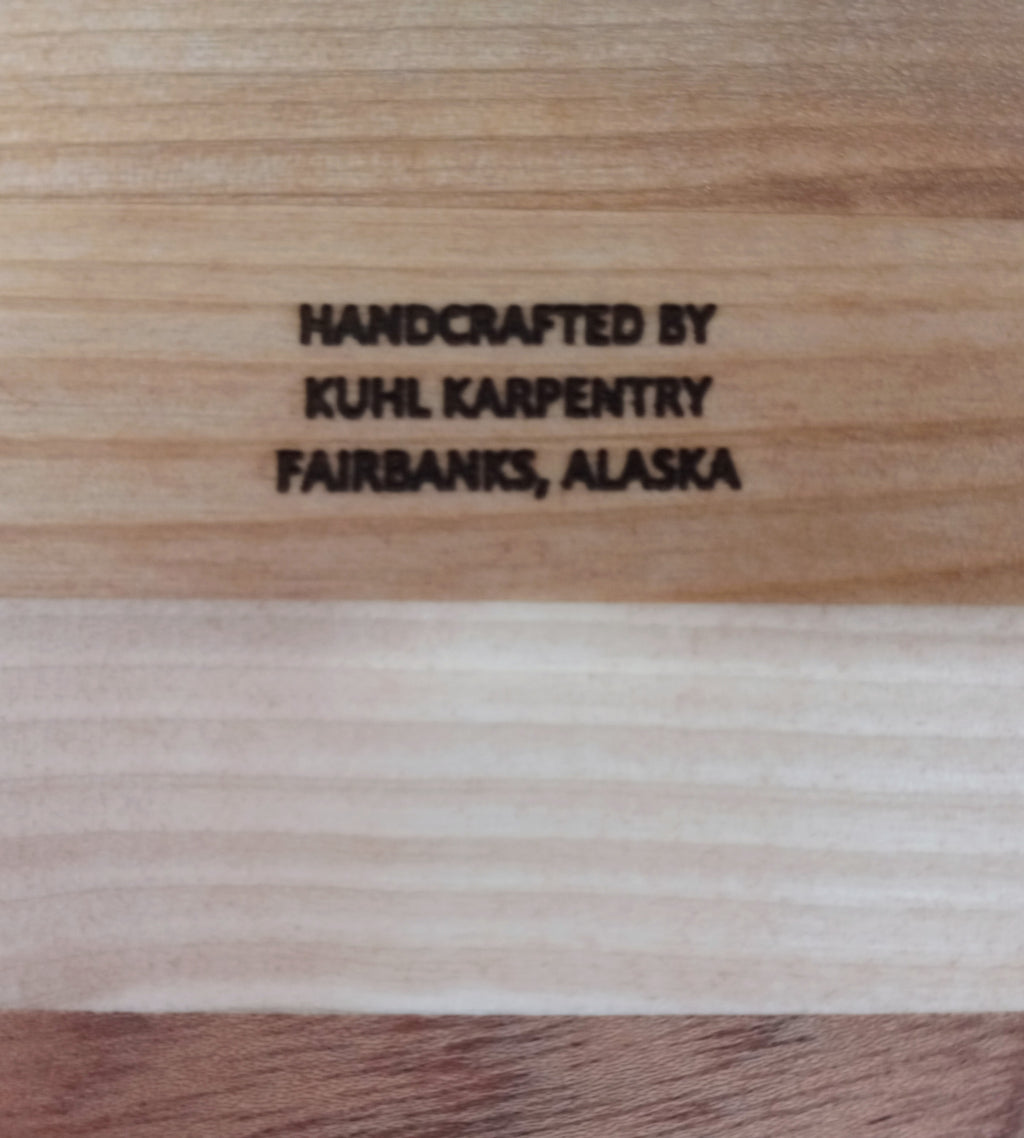 HANDCRAFTED BY
KUHL KARPENTRY
FAIRBANKS, ALASKA